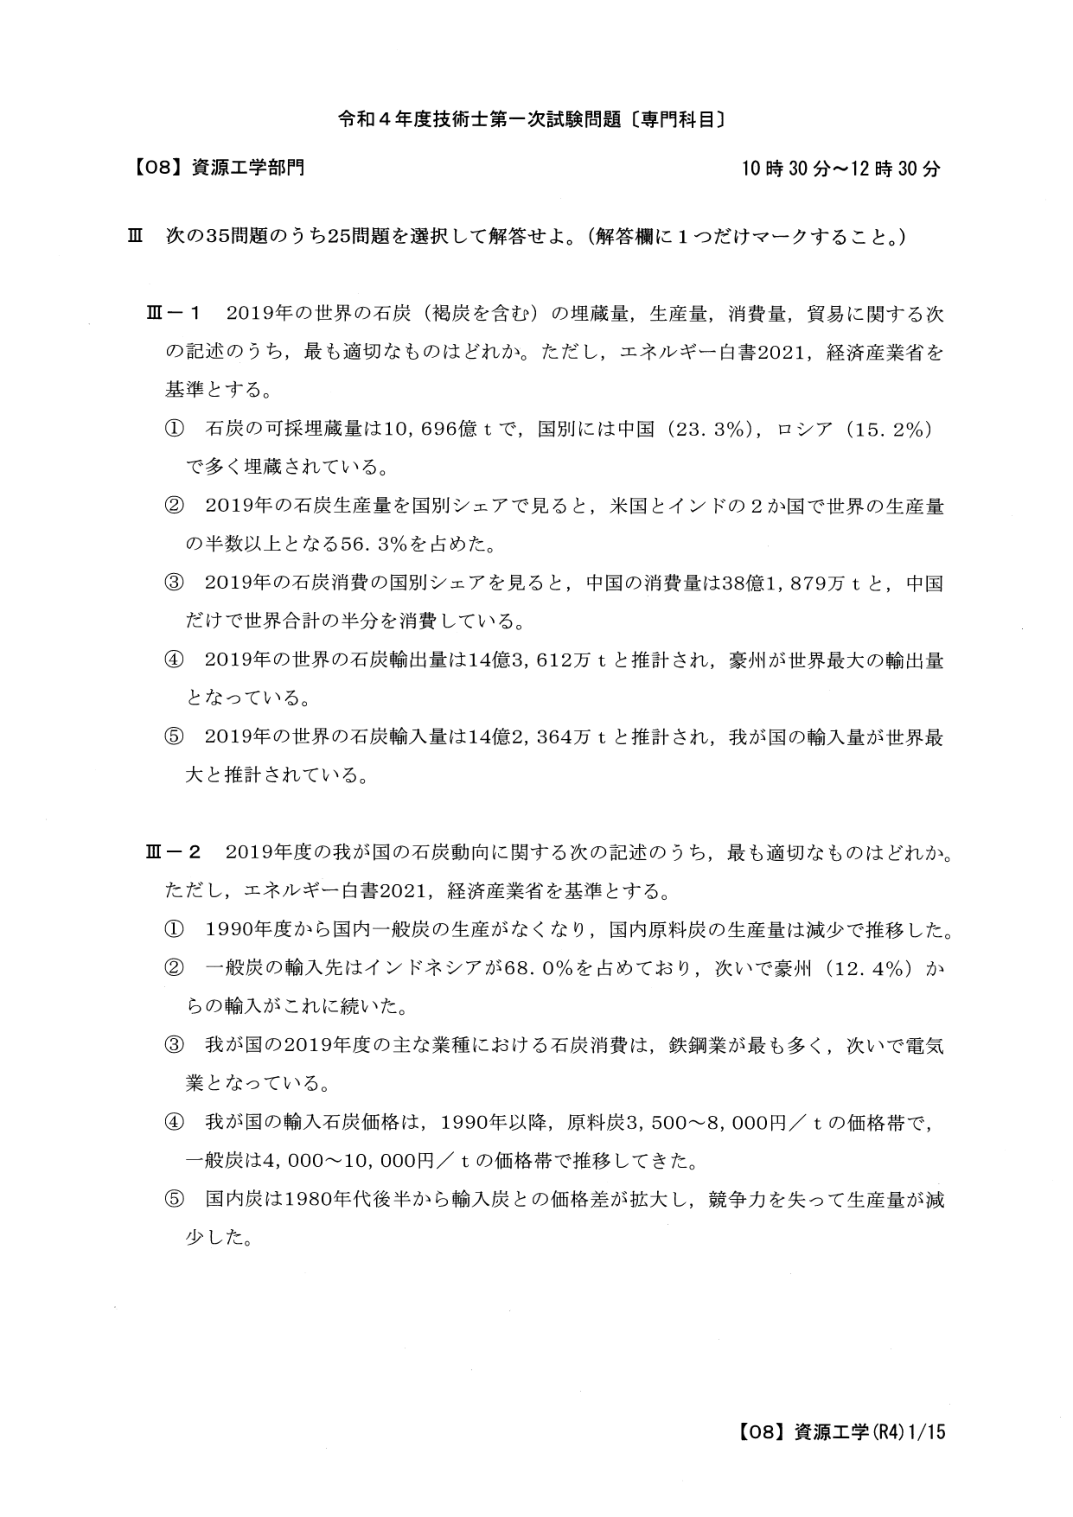 令和４年度技術士第一次試験問題〔専門科目〕
【08】資源工学部門 10時30分～12時30分
Ⅲ 次の35問題のうち25問題を選択して解答せよ。（解答欄に１つだけマークすること。）
Ⅲ－１ 2019年の世界の石炭（褐炭を含む）の埋蔵量，生産量，消費量，貿易に関する次
の記述のうち，最も適切なものはどれか。ただし，エネルギー白書2021，経済産業省を
基準とする。
① 石炭の可採埋蔵量は10，696億ｔで，国別には中国（23．3%），ロシア（15．2%）
で多く埋蔵されている。
② 2019年の石炭生産量を国別シェアで見ると，米国とインドの２か国で世界の生産量
の半数以上となる56．3%を占めた。
③ 2019年の石炭消費の国別シェアを見ると，中国の消費量は38億1，879万ｔと，中国
だけで世界合計の半分を消費している。
④ 2019年の世界の石炭輸出量は14億3，612万ｔと推計され，豪州が世界最大の輸出量
となっている。
⑤ 2019年の世界の石炭輸入量は14億2，364万ｔと推計され，我が国の輸入量が世界最
大と推計されている。
Ⅲ－２ 2019年度の我が国の石炭動向に関する次の記述のうち，最も適切なものはどれか。
ただし，エネルギー白書2021，経済産業省を基準とする。
① 1990年度から国内一般炭の生産がなくなり，国内原料炭の生産量は減少で推移した。
② 一般炭の輸入先はインドネシアが68．0%を占めており，次いで豪州（12．4%）か
らの輸入がこれに続いた。
③ 我が国の2019年度の主な業種における石炭消費は，鉄鋼業が最も多く，次いで電気
業となっている。
④ 我が国の輸入石炭価格は，1990年以降，原料炭3，500～8，000円／ｔの価格帯で，
一般炭は4，000～10，000円／ｔの価格帯で推移してきた。
⑤ 国内炭は1980年代後半から輸入炭との価格差が拡大し，競争力を失って生産量が減
少した。
【08】資源工学(R4)1/15